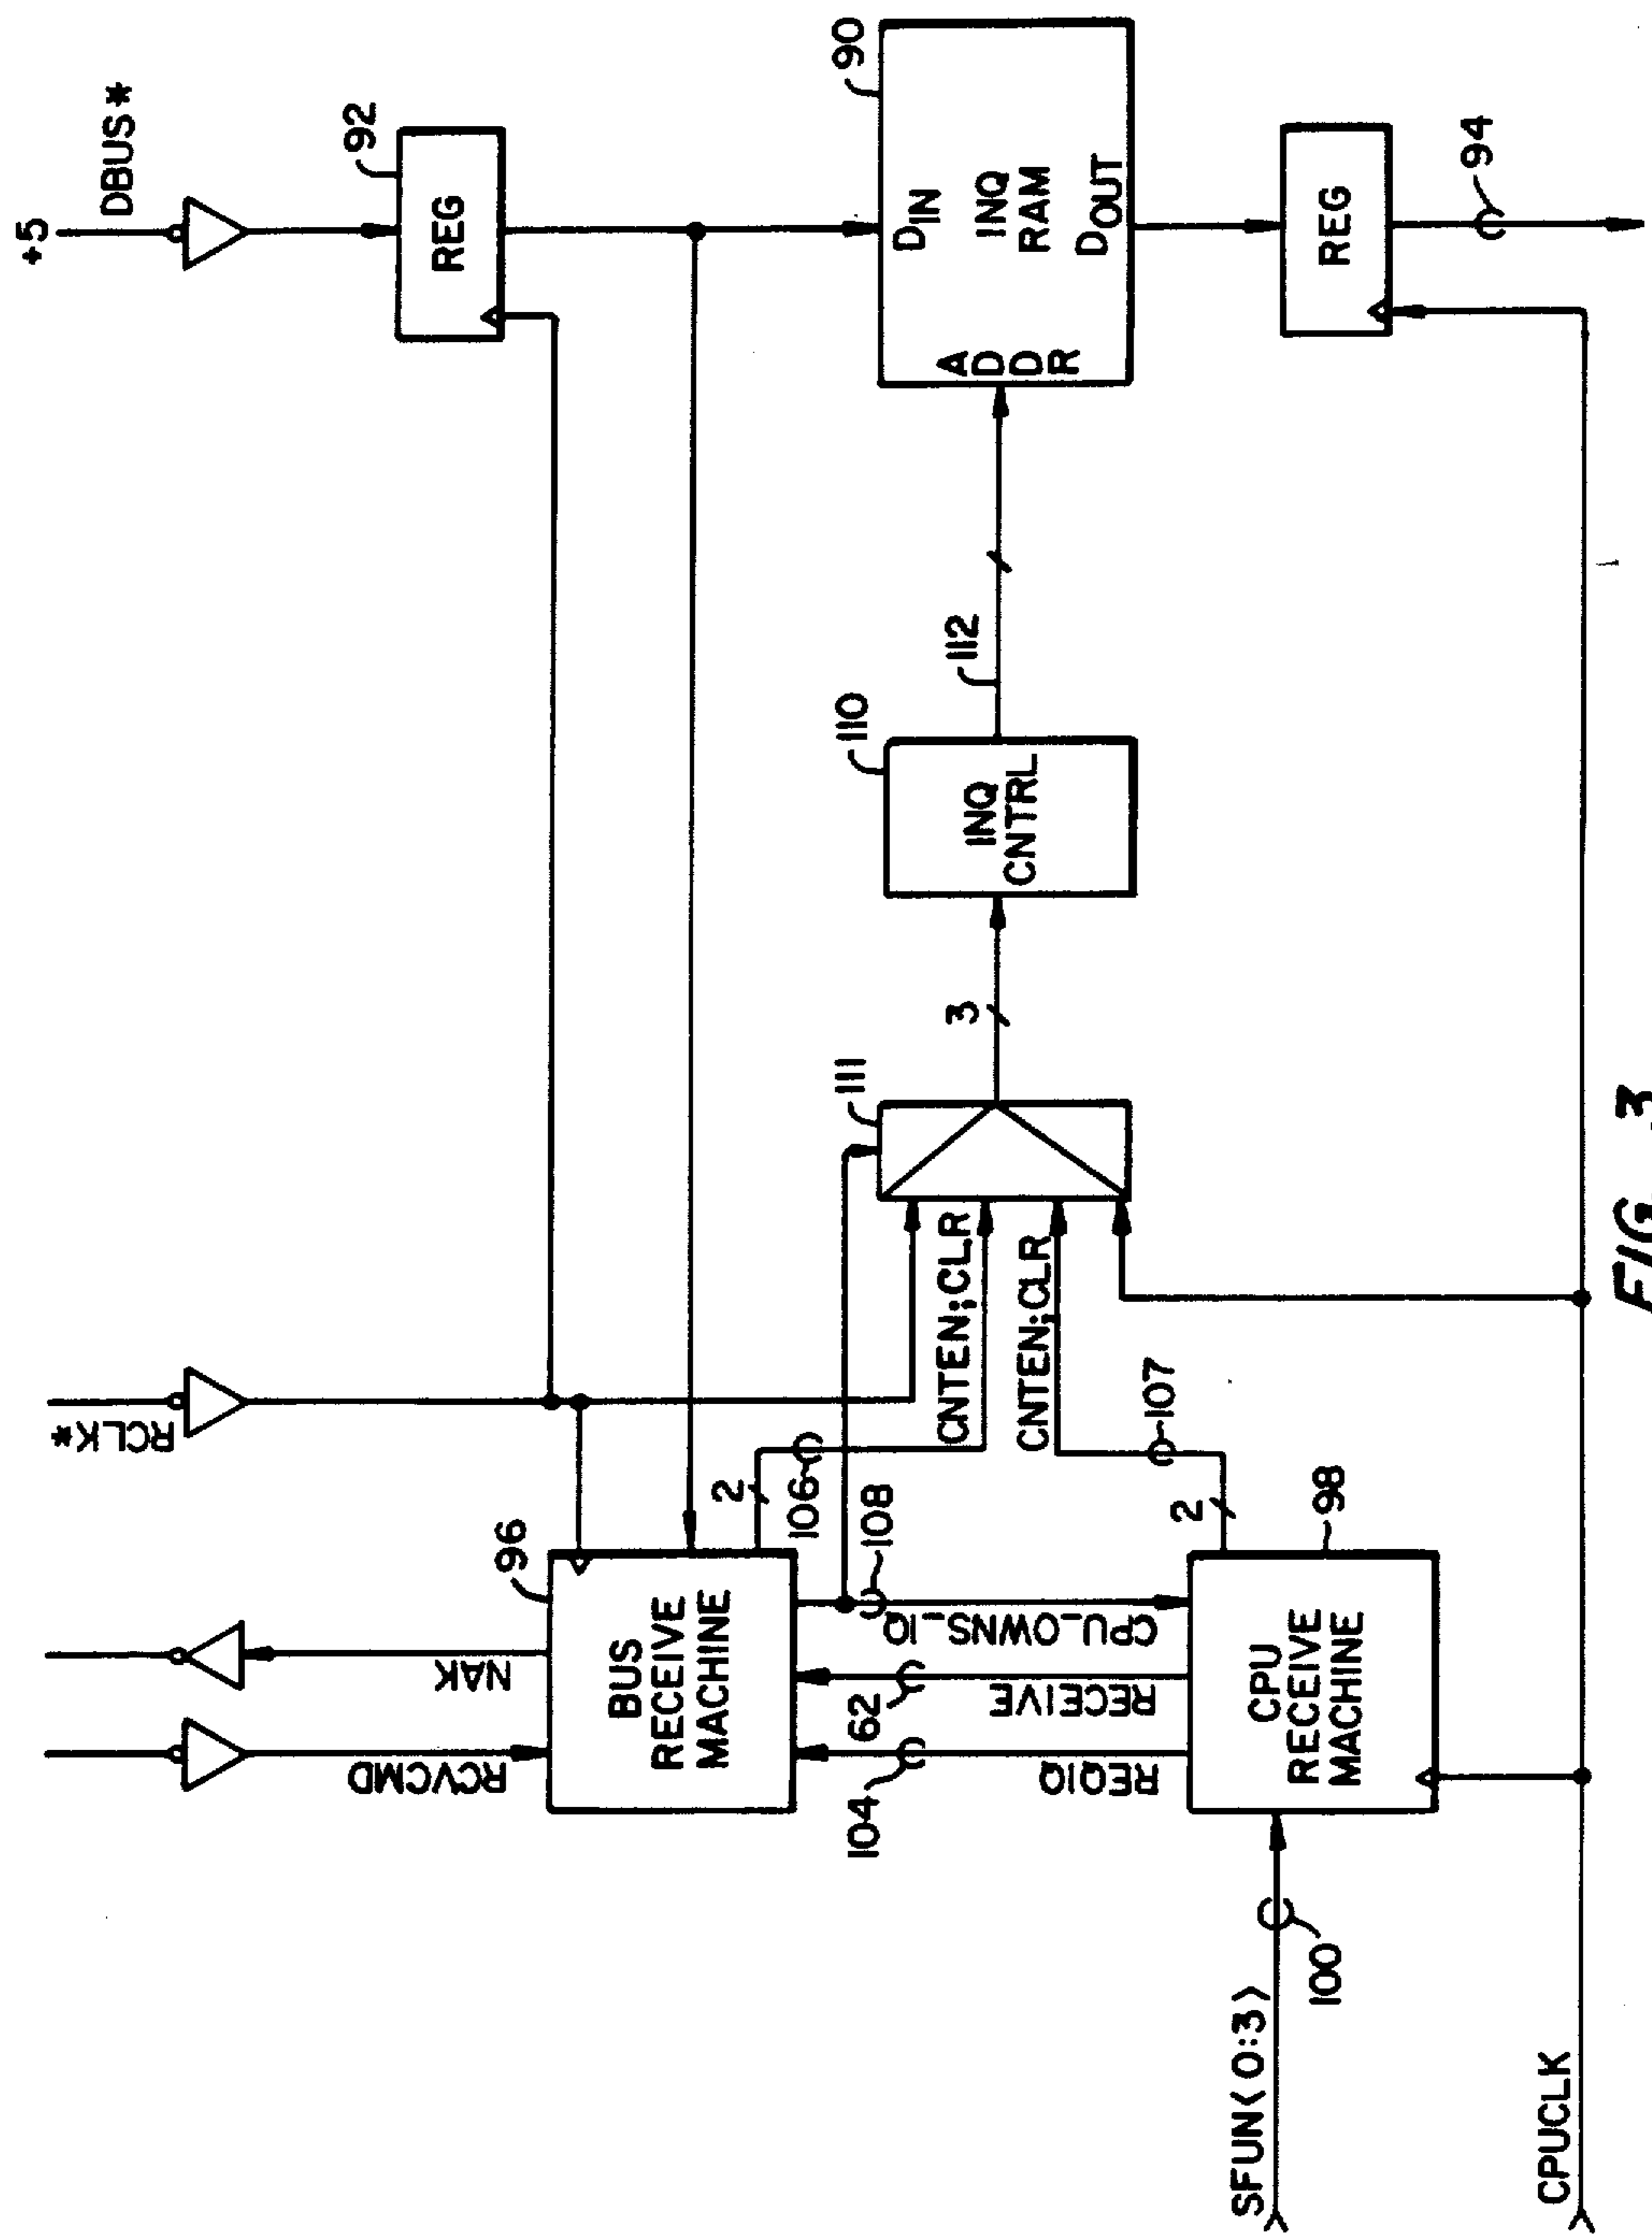 +5
DBUS*
92
REG
RCLK*
NAK
RCVCMD
96
BUS
RECEIVE
MACHINE
2
106
108
CPU_OWNS_IQ
62
RECEIVE
104
REQIQ
CNTEN;CLR
CNTEN;CLR
107
2
98
CPU
RECEIVE
MACHINE
SFUN<0:3>
100
CPUCLK
111
3
110
INQ
CNTRL
112
90
DIN
INQ
RAM
DOUT
ADDR
REG
94
FIG. 3